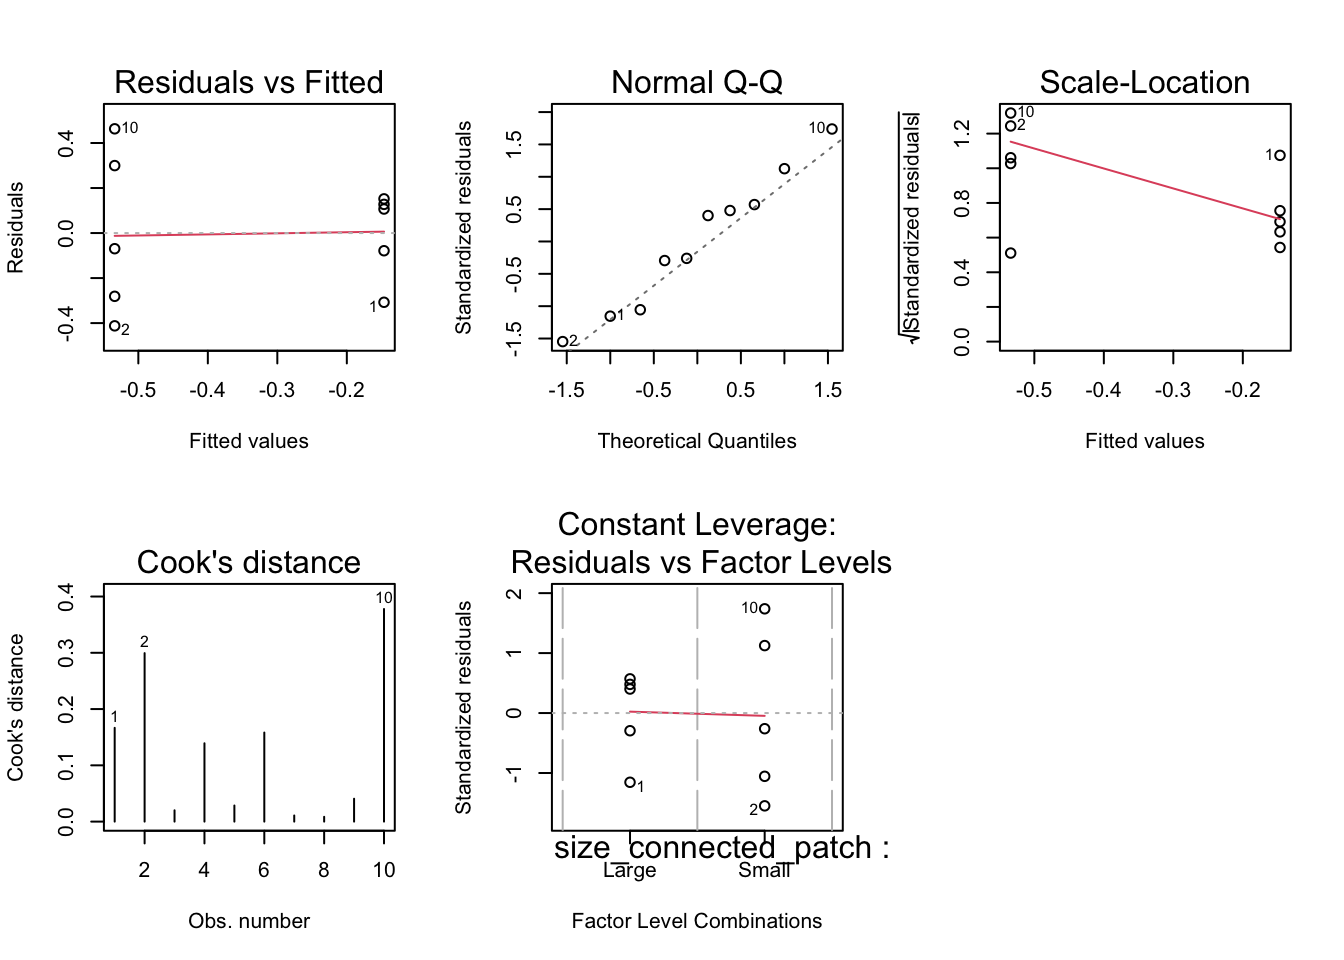 Residuals vs Fitted
Residuals
0.4
0.0
-0.4
10
2
1
-0.5 -0.4 -0.3 -0.2
Fitted values
Normal Q-Q
Standardized residuals
1.5
0.5
-0.5
-1.5
10
1
2
-1.5 -0.5 0.5 1.5
Theoretical Quantiles
Scale-Location
√|Standardized residuals|
1.2
0.8
0.4
0.0
10
2
1
-0.5 -0.4 -0.3 -0.2
Fitted values
Cook's distance
Cook's distance
0.4
0.3
0.2
0.1
0.0
1
2
10
2 4 6 8 10
Obs. number
Constant Leverage:
Residuals vs Factor Levels
Standardized residuals
2
1
0
-1
10
1
2
size_connected_patch :
Large Small
Factor Level Combinations